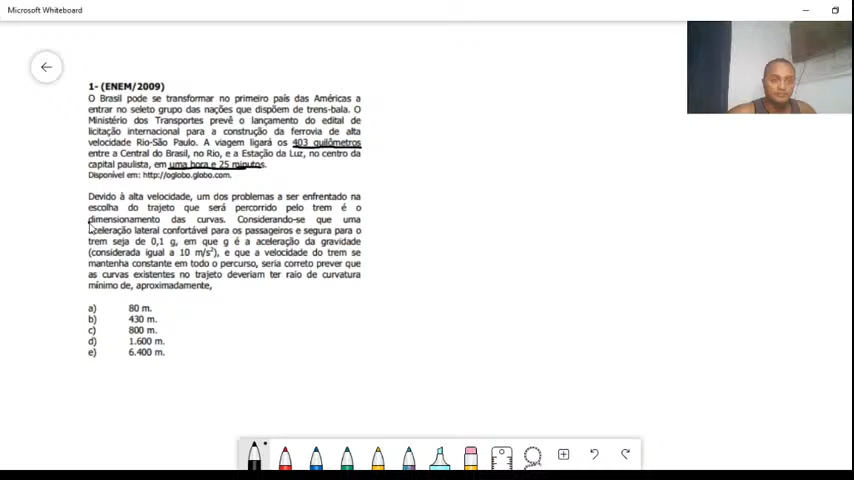 Microsoft Whiteboard
1- (ENEM/2009)
O Brasil pode se transformar no primeiro país das Américas a
entrar no seleto grupo das nações que dispõem de trens-bala. O
Ministério dos Transportes prevê o lançamento do edital de
licitação internacional para a construção da ferrovia de alta
velocidade Rio-São Paulo. A viagem ligará os 403 quilômetros
entre a Central do Brasil, no Rio, e a Estação da Luz, no centro da
capital paulista, em uma hora e 25 minutos.
Disponível em: http://oglobo.globo.com.
Devido à alta velocidade, um dos problemas a ser enfrentado na
escolha do trajeto que será percorrido pelo trem é o
dimensionamento das curvas. Considerando-se que uma
aceleração lateral confortável para os passageiros e segura para o
trem seja de 0,1 g, em que g é a aceleração da gravidade
(considerada igual a 10 m/s²), e que a velocidade do trem se
mantenha constante em todo o percurso, seria correto prever que
as curvas existentes no trajeto deveriam ter raio de curvatura
mínimo de, aproximadamente,
a) 80 m.
b) 430 m.
c) 800 m.
d) 1.600 m.
e) 6.400 m.